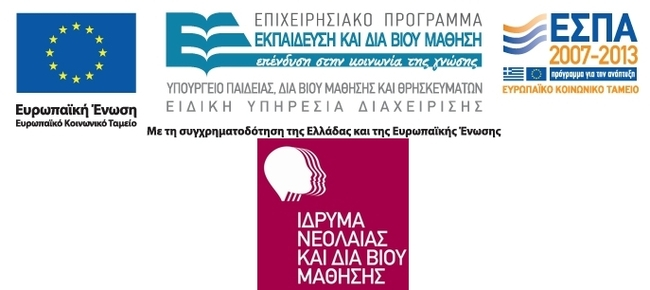 Ευρωπαϊκή Ένωση
Ευρωπαϊκό Κοινωνικό Ταμείο
ΕΠΙΧΕΙΡΗΣΙΑΚΟ ΠΡΟΓΡΑΜΜΑ
ΕΚΠΑΙΔΕΥΣΗ ΚΑΙ ΔΙΑ ΒΙΟΥ ΜΑΘΗΣΗ
επένδυση στην κοινωνία της γνώσης
ΥΠΟΥΡΓΕΙΟ ΠΑΙΔΕΙΑΣ, ΔΙΑ ΒΙΟΥ ΜΑΘΗΣΗΣ ΚΑΙ ΘΡΗΣΚΕΥΜΑΤΩΝ
ΕΙΔΙΚΗ ΥΠΗΡΕΣΙΑ ΔΙΑΧΕΙΡΙΣΗΣ
ΕΣΠΑ
2007-2013
πρόγραμμα για την ανάπτυξη
ΕΥΡΩΠΑΪΚΟ ΚΟΙΝΩΝΙΚΟ ΤΑΜΕΙΟ
Με τη συγχρηματοδότηση της Ελλάδας και της Ευρωπαϊκής Ένωσης
ΙΔΡΥΜΑ
ΝΕΟΛΑΙΑΣ
ΚΑΙ ΔΙΑ ΒΙΟΥ
ΜΑΘΗΣΗΣ